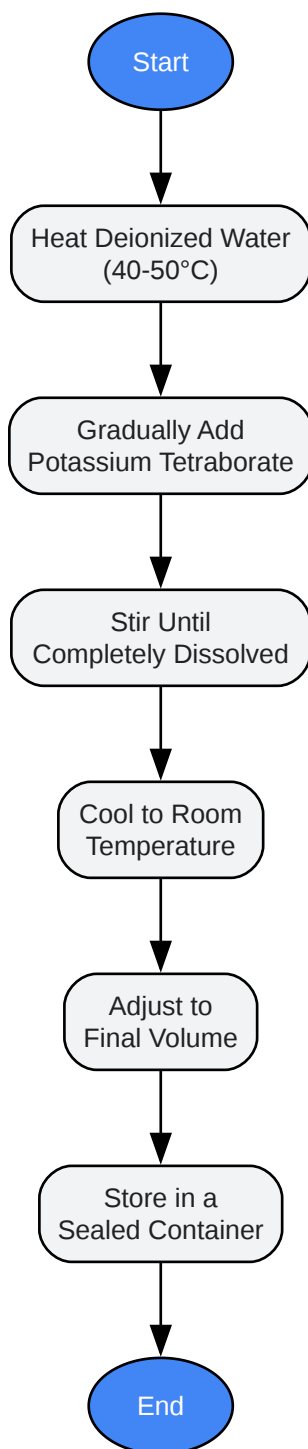 Start
Heat Deionized Water
(40-50°C)
Gradually Add
Potassium Tetraborate
Stir Until
Completely Dissolved
Cool to Room
Temperature
Adjust to
Final Volume
Store in a
Sealed Container
End